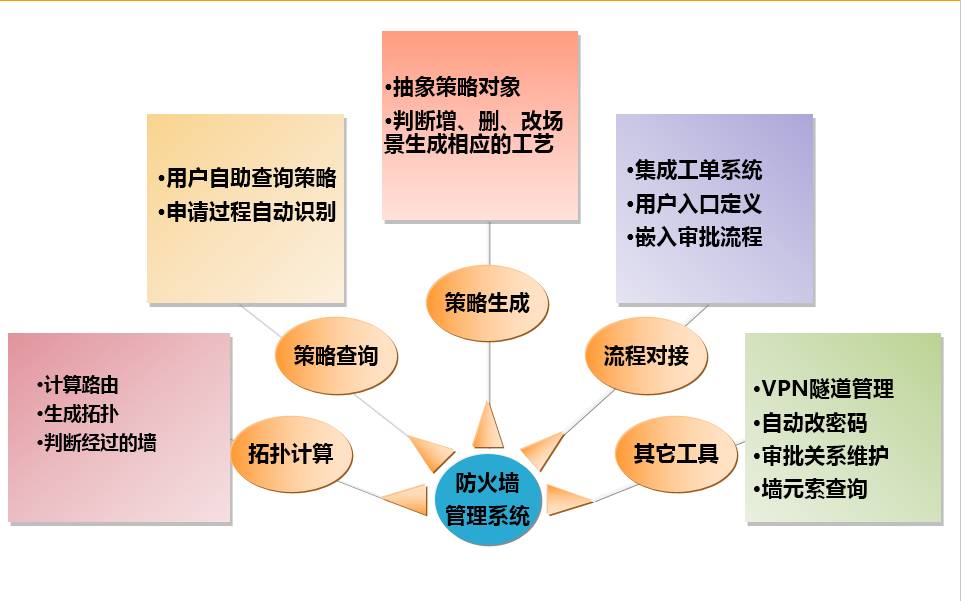 •抽象策略对象
•判断增、删、改场
景生成相应的工艺
•用户自助查询策略
•申请过程自动识别
•集成工单系统
•用户入口定义
•嵌入审批流程
策略生成
策略查询
流程对接
•计算路由
•生成拓扑
•判断经过的墙
拓扑计算
其它工具
•VPN隧道管理
•自动改密码
•审批关系维护
•墙元索查询
防火墙
管理系统